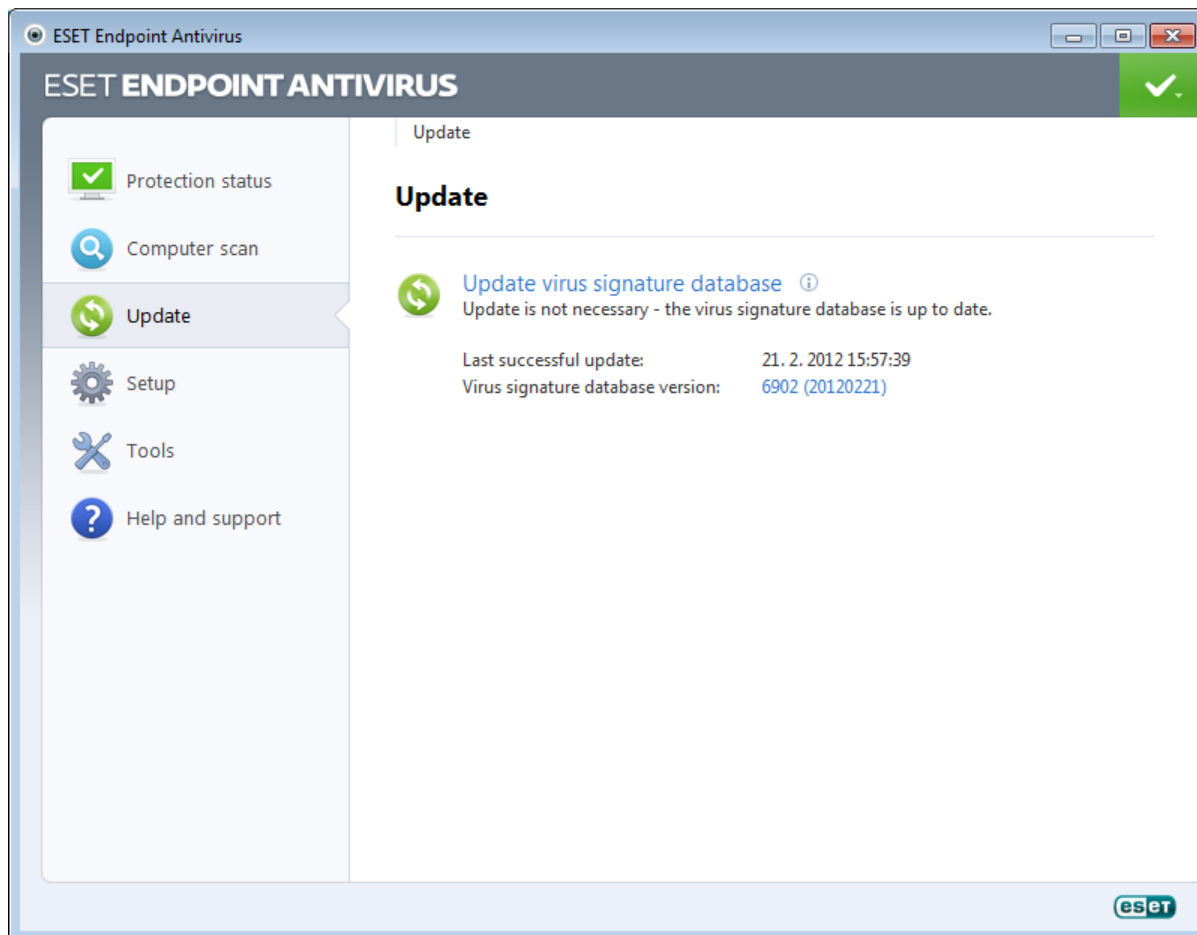 ESET Endpoint Antivirus
ESET ENDPOINT ANTIVIRUS
Protection status
Computer scan
Update
Setup
Tools
Help and support
Update
Update
Update virus signature database
Update is not necessary - the virus signature database is up to date.
Last successful update: 21. 2. 2012 15:57:39
Virus signature database version: 6902 (20120221)
eseT